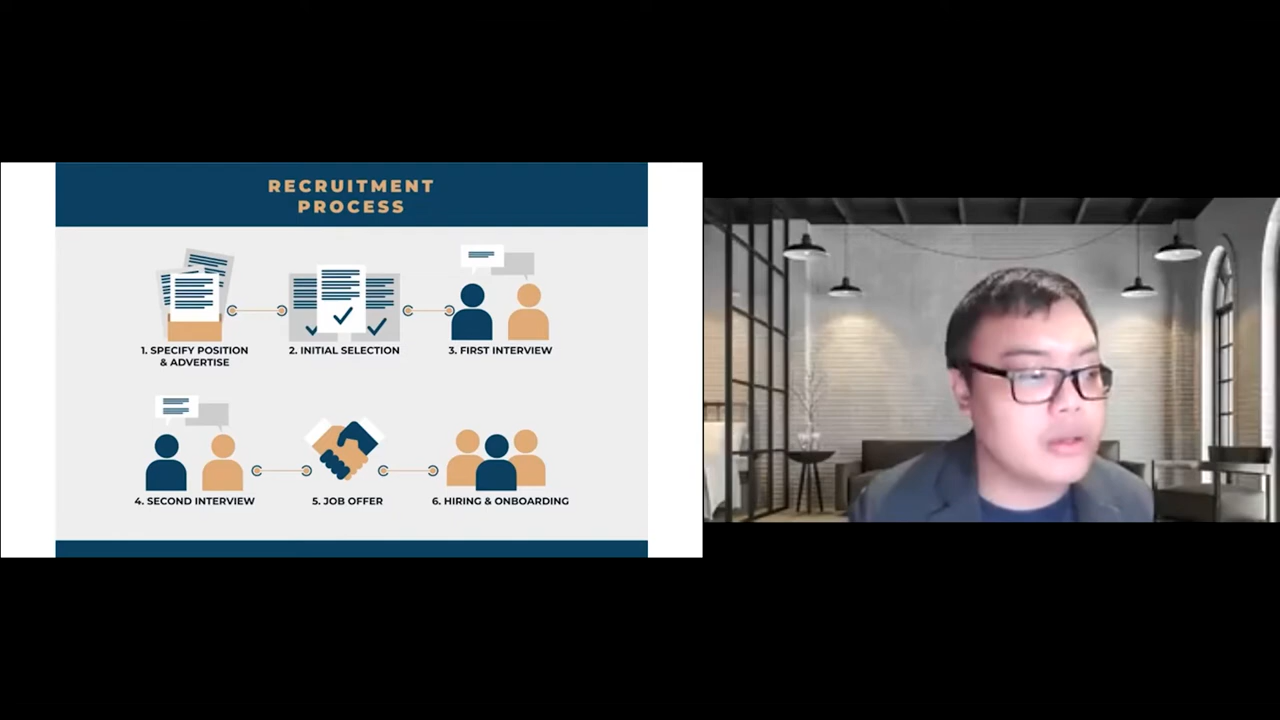 RECRUITMENT
PROCESS
1. SPECIFY POSITION
& ADVERTISE
2. INITIAL SELECTION
3. FIRST INTERVIEW
4. SECOND INTERVIEW
5. JOB OFFER
6. HIRING & ONBOARDING